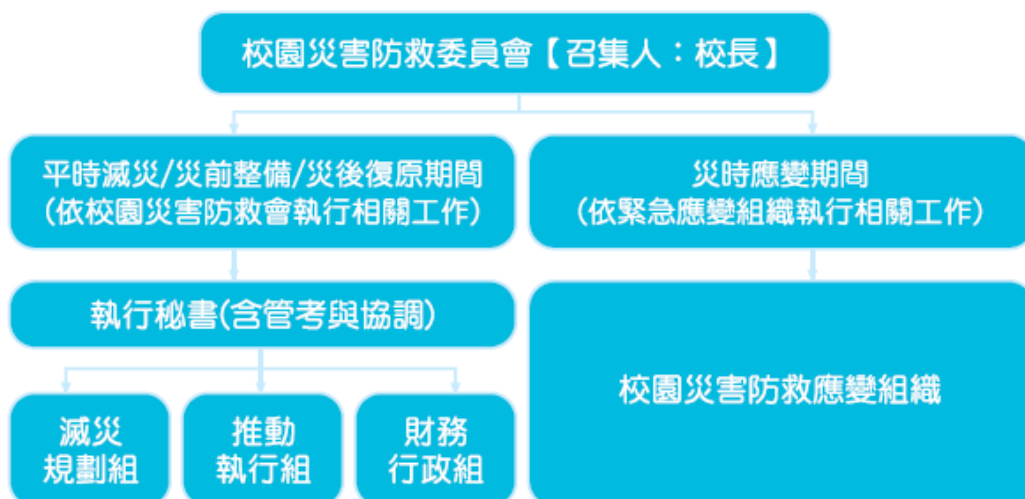 校園災害防救委員會【召集人：校長】
平時減災/災前整備/災後復原期間
(依校園災害防救會執行相關工作)
災時應變期間
(依緊急應變組織執行相關工作)
執行秘書(含管考與協調)
校園災害防救應變組織
減災
規劃組
推動
執行組
財務
行政組